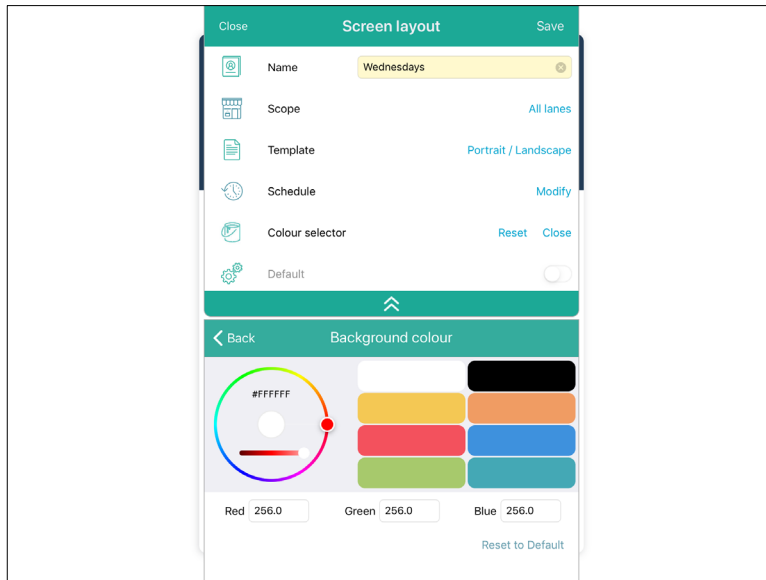 Close Screen layout Save
Name Wednesdays
Scope All lanes
Template Portrait / Landscape
Schedule Modify
Colour selector Reset Close
Default
Back Background colour
#FFFFFF
Red 256.0 Green 256.0 Blue 256.0
Reset to Default